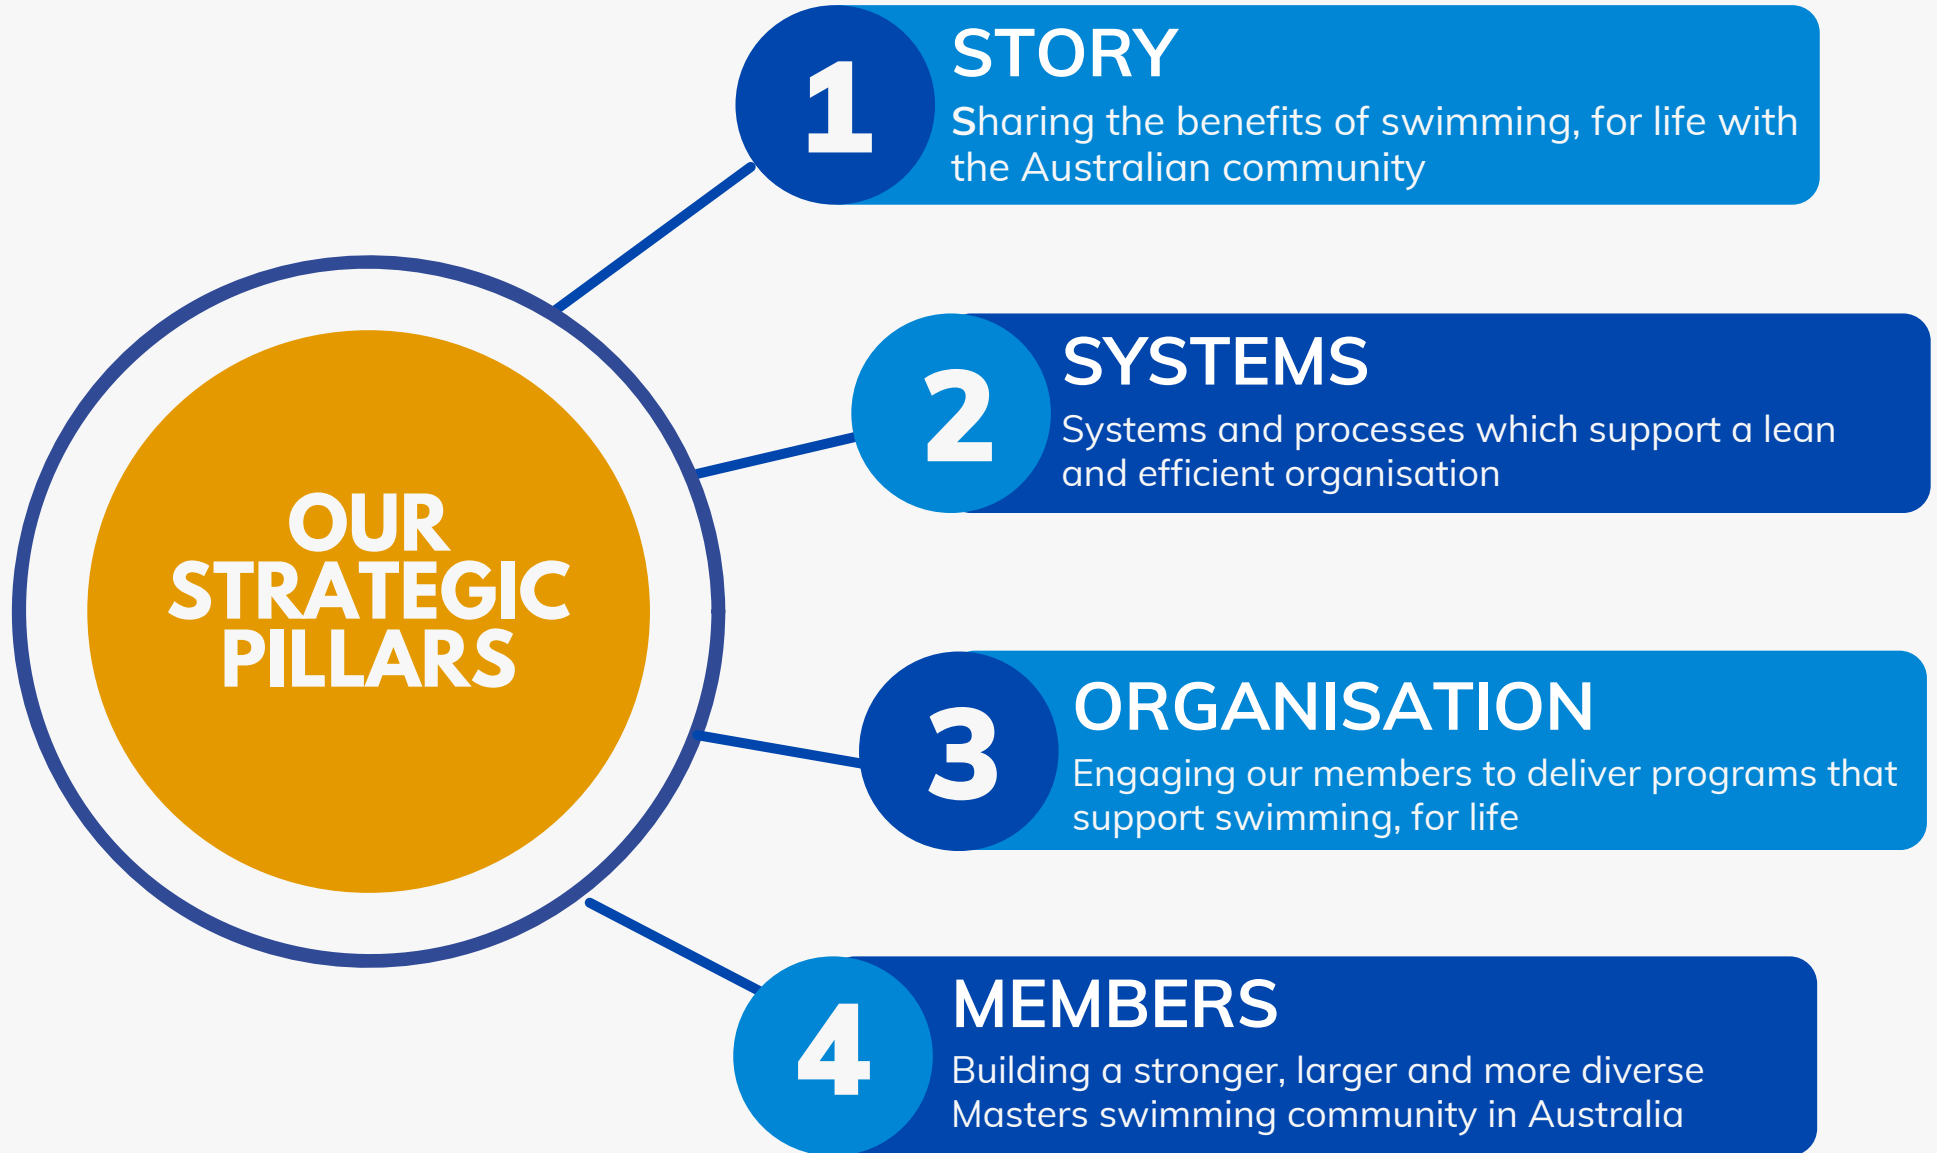 OUR
STRATEGIC
PILLARS
1
STORY
Sharing the benefits of swimming, for life with
the Australian community
2
SYSTEMS
Systems and processes which support a lean
and efficient organisation
3
ORGANISATION
Engaging our members to deliver programs that
support swimming, for life
4
MEMBERS
Building a stronger, larger and more diverse
Masters swimming community in Australia